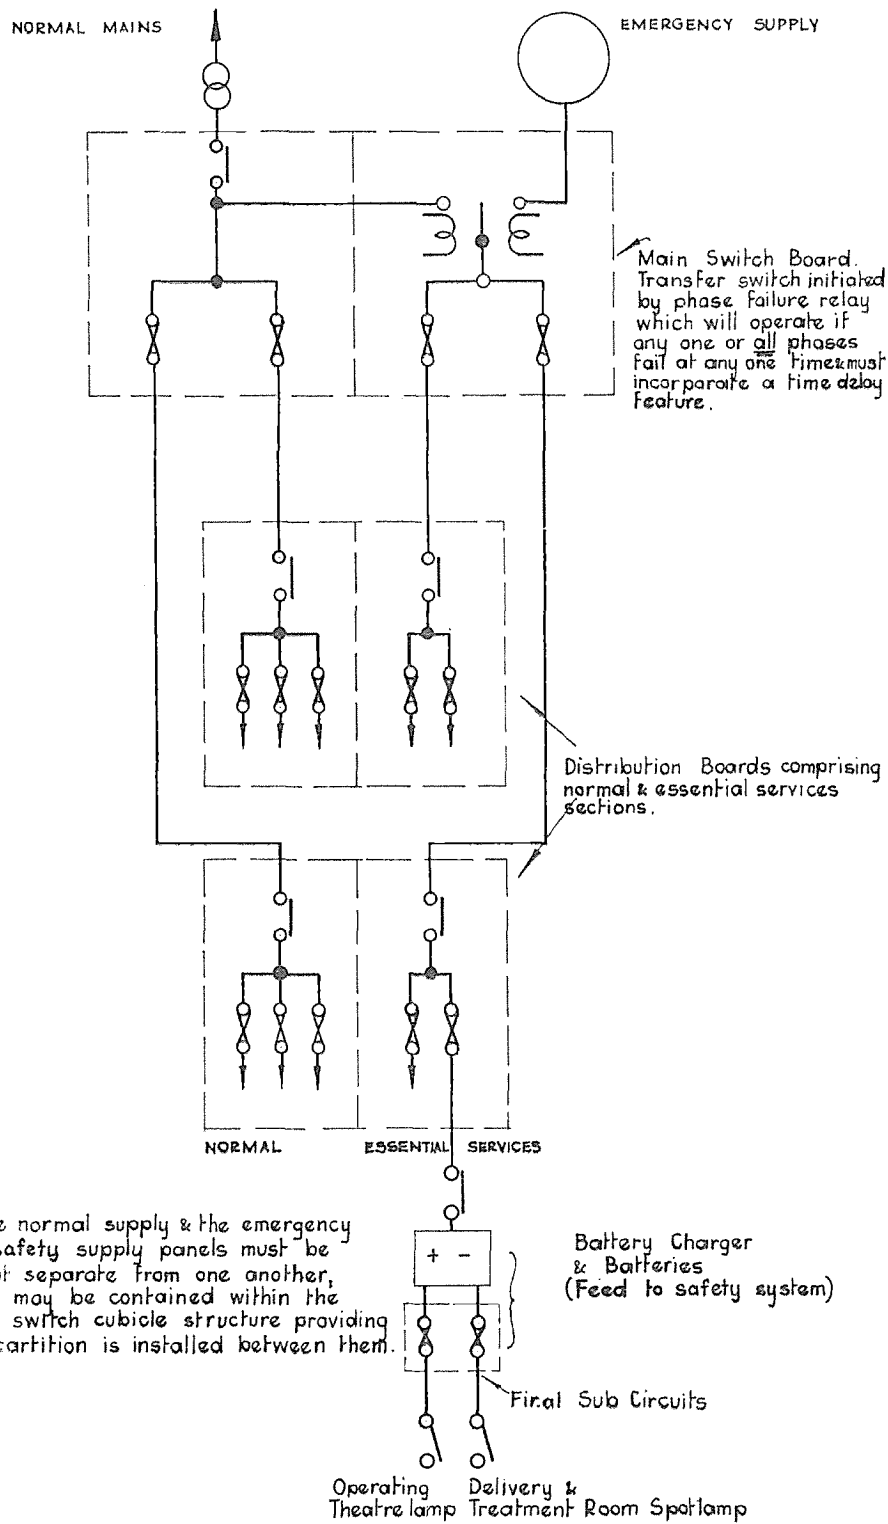 NORMAL MAINS
EMERGENCY SUPPLY
Main Switch Board.
Transfer switch initiated
by phase failure relay
which will operate if
any one or all phases
fail at any one time & must
incorporate a time delay
feature.
Distribution Boards comprising
normal & essential services
sections.
NORMAL
ESSENTIAL SERVICES
e normal supply & the emergency
safety supply panels must be
t separate from one another,
may be contained within the
switch cubicle structure providing
cartition is installed between them.
+ -
Battery Charger
& Batteries
(Feed to safety system)
Final Sub Circuits
Operating
Theatre lamp
Delivery &
Treatment Room Spotlamp